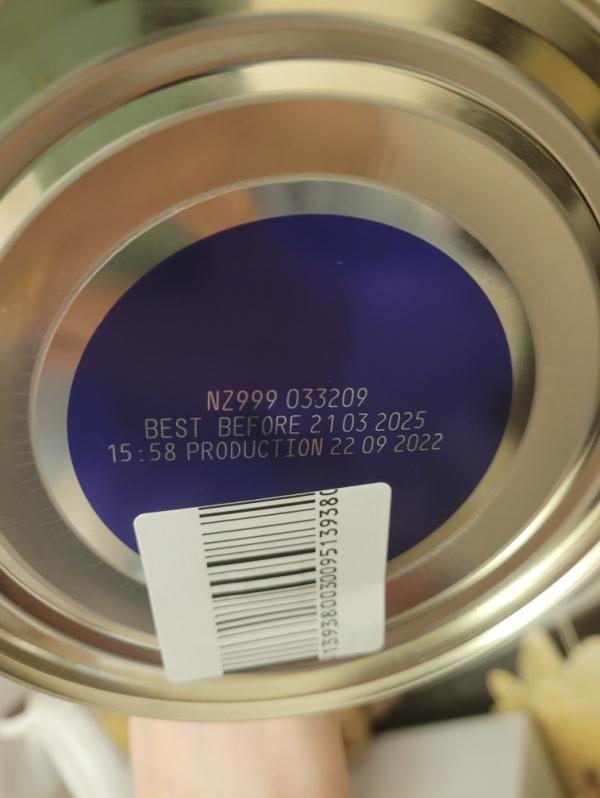 NZ999 033209
BEST BEFORE 21 03 2025
15:58 PRODUCTION 22 09 2022